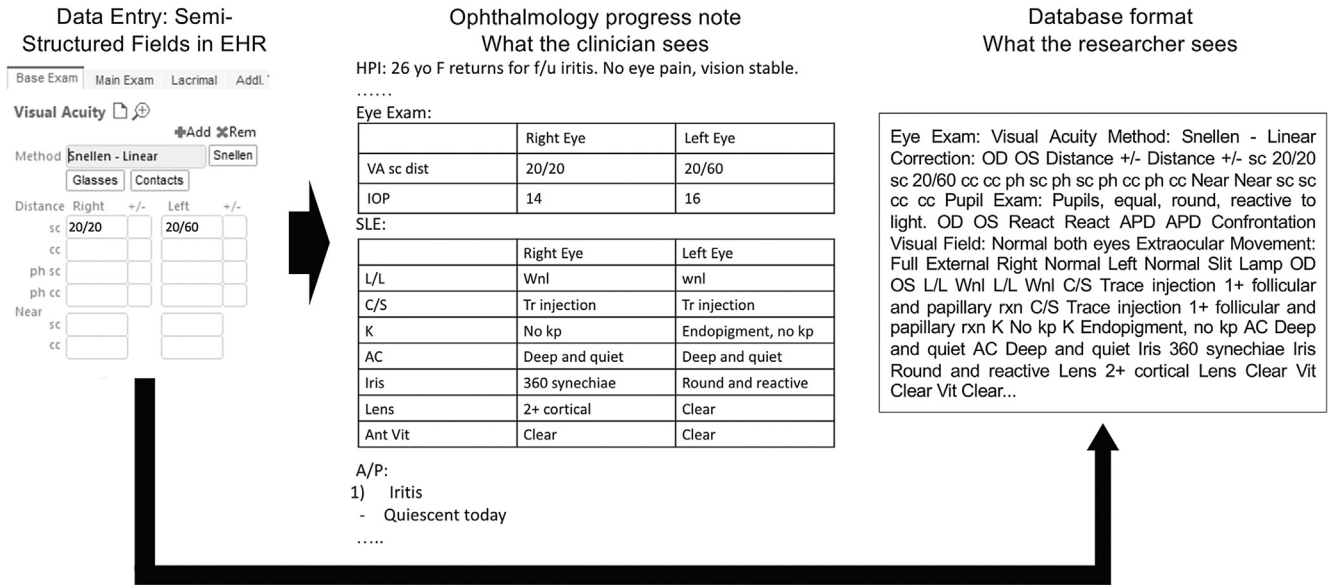 Data Entry: Semi-
Structured Fields in EHR
Base Exam Main Exam Lacrimal Addl.
Visual Acuity
Add Rem
Method Snellen - Linear Snellen
Glasses Contacts
Distance Right +/- Left +/-
sc 20/20 20/60
cc
ph sc
ph cc
Near
sc
cc
Ophthalmology progress note
What the clinician sees
HPI: 26 yo F returns for f/u iritis. No eye pain, vision stable.
......
Eye Exam:
Right Eye Left Eye
VA sc dist 20/20 20/60
IOP 14 16
SLE:
Right Eye Left Eye
L/L Wnl wnl
C/S Tr injection Tr injection
K No kp Endopigment, no kp
AC Deep and quiet Deep and quiet
Iris 360 synechiae Round and reactive
Lens 2+ cortical Clear
Ant Vit Clear Clear
A/P:
1) Iritis
- Quiescent today
.....
Database format
What the researcher sees
Eye Exam: Visual Acuity Method: Snellen - Linear
Correction: OD OS Distance +/- Distance +/- sc 20/20
sc 20/60 cc cc ph sc ph sc ph cc ph cc Near Near sc sc
cc cc Pupil Exam: Pupils, equal, round, reactive to
light. OD OS React React APD APD Confrontation
Visual Field: Normal both eyes Extraocular Movement:
Full External Right Normal Left Normal Slit Lamp OD
OS L/L Wnl L/L Wnl C/S Trace injection 1+ follicular
and papillary rxn C/S Trace injection 1+ follicular and
papillary rxn K No kp K Endopigment, no kp AC Deep
and quiet AC Deep and quiet Iris 360 synechiae Iris
Round and reactive Lens 2+ cortical Lens Clear Vit
Clear Vit Clear...